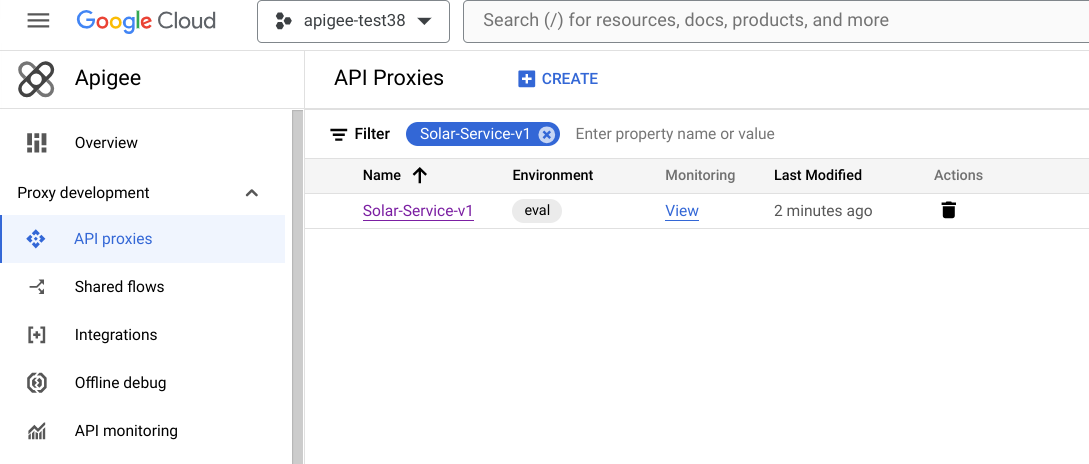 Google Cloud
apigee-test38
Search (/) for resources, docs, products, and more
Apigee
API Proxies
CREATE
Overview
Proxy development
API proxies
Shared flows
Integrations
Offline debug
API monitoring
Filter
Solar-Service-v1
Enter property name or value
Name Environment Monitoring Last Modified Actions
Solar-Service-v1 eval View 2 minutes ago